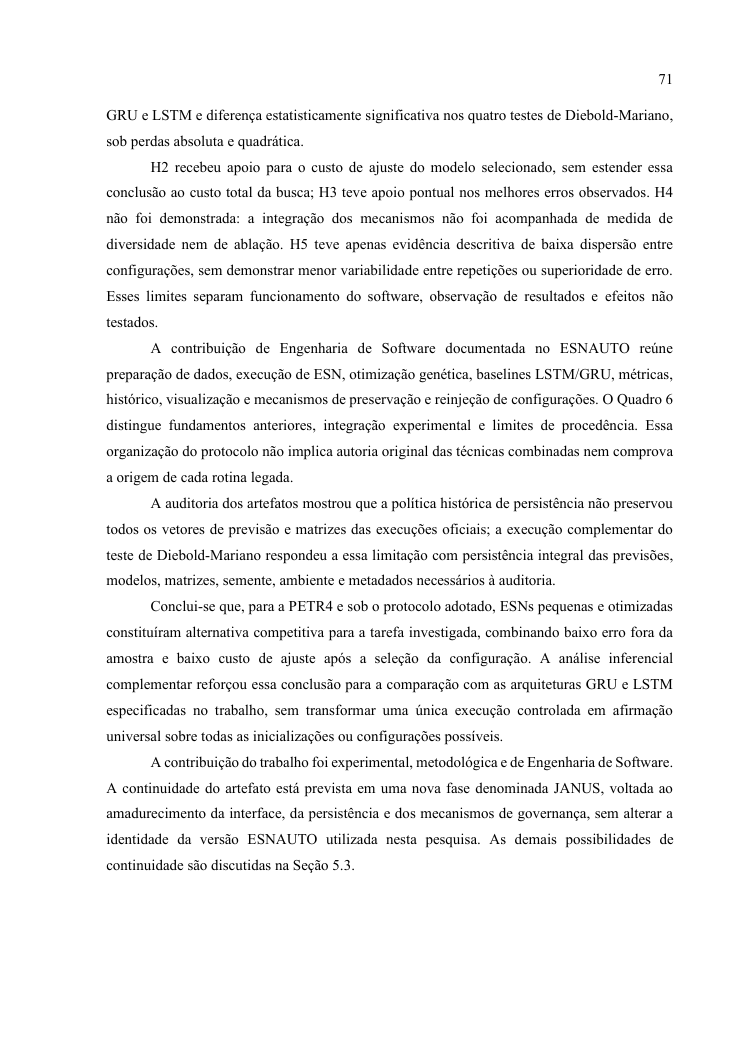 71
GRU e LSTM e diferença estatisticamente significativa nos quatro testes de Diebold-Mariano,
sob perdas absoluta e quadrática.
H2 recebeu apoio para o custo de ajuste do modelo selecionado, sem estender essa
conclusão ao custo total da busca; H3 teve apoio pontual nos melhores erros observados. H4
não foi demonstrada: a integração dos mecanismos não foi acompanhada de medida de
diversidade nem de ablação. H5 teve apenas evidência descritiva de baixa dispersão entre
configurações, sem demonstrar menor variabilidade entre repetições ou superioridade de erro.
Esses limites separam funcionamento do software, observação de resultados e efeitos não
testados.
A contribuição de Engenharia de Software documentada no ESNAUTO reúne
preparação de dados, execução de ESN, otimização genética, baselines LSTM/GRU, métricas,
histórico, visualização e mecanismos de preservação e reinjeção de configurações. O Quadro 6
distingue fundamentos anteriores, integração experimental e limites de procedência. Essa
organização do protocolo não implica autoria original das técnicas combinadas nem comprova
a origem de cada rotina legada.
A auditoria dos artefatos mostrou que a política histórica de persistência não preservou
todos os vetores de previsão e matrizes das execuções oficiais; a execução complementar do
teste de Diebold-Mariano respondeu a essa limitação com persistência integral das previsões,
modelos, matrizes, semente, ambiente e metadados necessários à auditoria.
Conclui-se que, para a PETR4 e sob o protocolo adotado, ESNs pequenas e otimizadas
constituíram alternativa competitiva para a tarefa investigada, combinando baixo erro fora da
amostra e baixo custo de ajuste após a seleção da configuração. A análise inferencial
complementar reforçou essa conclusão para a comparação com as arquiteturas GRU e LSTM
especificadas no trabalho, sem transformar uma única execução controlada em afirmação
universal sobre todas as inicializações ou configurações possíveis.
A contribuição do trabalho foi experimental, metodológica e de Engenharia de Software.
A continuidade do artefato está prevista em uma nova fase denominada JANUS, voltada ao
amadurecimento da interface, da persistência e dos mecanismos de governança, sem alterar a
identidade da versão ESNAUTO utilizada nesta pesquisa. As demais possibilidades de
continuidade são discutidas na Seção 5.3.